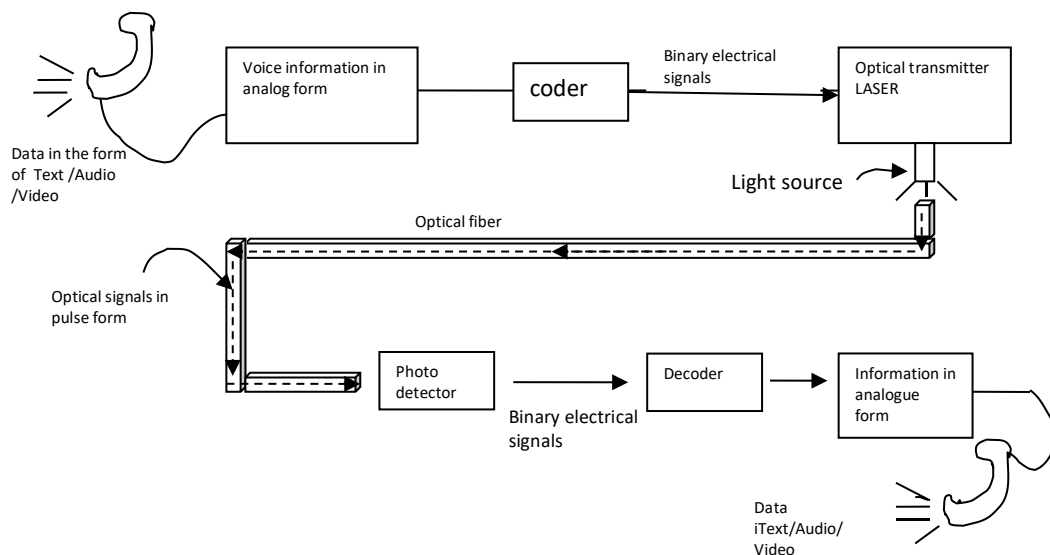 Voice information in
analog form
coder
Binary electrical
signals
Optical transmitter
LASER
Data in the form
of Text /Audio
/Video
Light source
Optical fiber
Optical signals in
pulse form
Photo
detector
Binary electrical
signals
Decoder
Information in
analogue
form
Data
iText/Audio/
Video